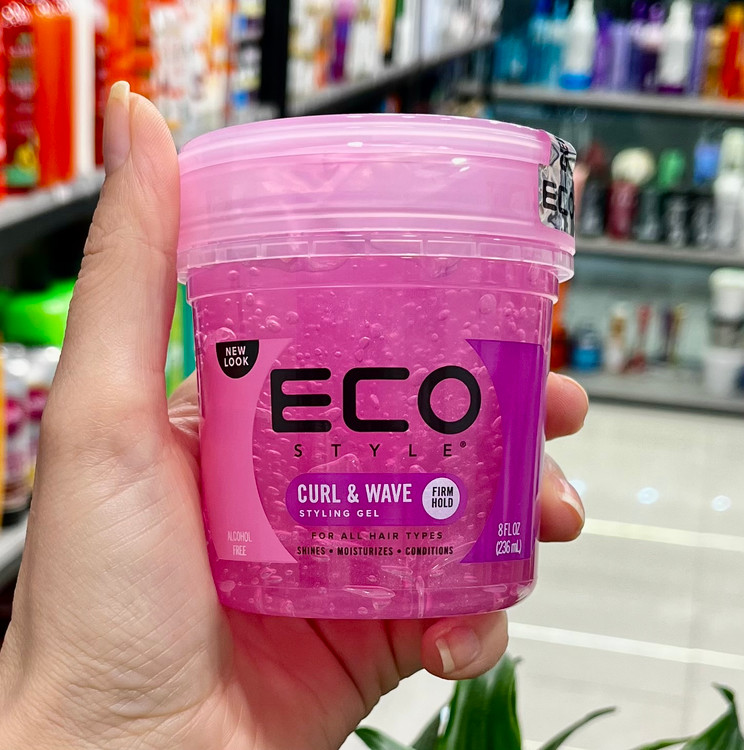 ECO
NEW
LOOK
ECO
STYLE®
CURL & WAVE
STYLING GEL
FIRM
HOLD
FOR ALL HAIR TYPES
SHINES • MOISTURIZES • CONDITIONS
ALCOHOL
FREE
8 FL OZ
(236 mL)